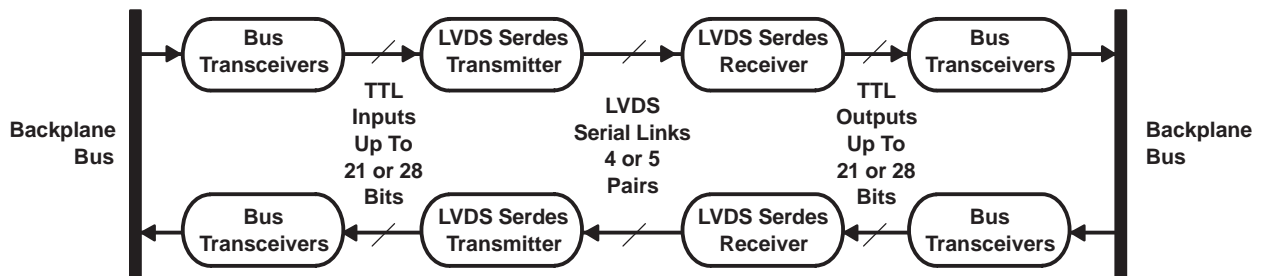 Bus
Transceivers
LVDS Serdes
Transmitter
LVDS Serdes
Receiver
Bus
Transceivers
Backplane
Bus
TTL
Inputs
Up To
21 or 28
Bits
LVDS
Serial Links
4 or 5
Pairs
TTL
Outputs
Up To
21 or 28
Bits
Backplane
Bus
Bus
Transceivers
LVDS Serdes
Transmitter
LVDS Serdes
Receiver
Bus
Transceivers